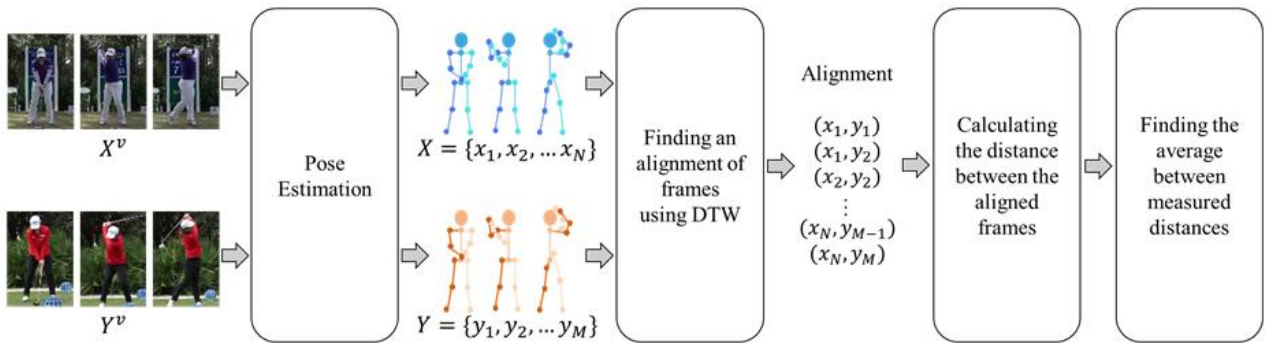 X^v
Y^v
Pose
Estimation
X = {x_1, x_2, … x_N}
Y = {y_1, y_2, … y_M}
Finding an
alignment of
frames
using DTW
Alignment
(x_1, y_1)
(x_1, y_2)
(x_2, y_2)
⋮
(x_N, y_{M−1})
(x_N, y_M)
Calculating
the distance
between the
aligned
frames
Finding the
average
between
measured
distances